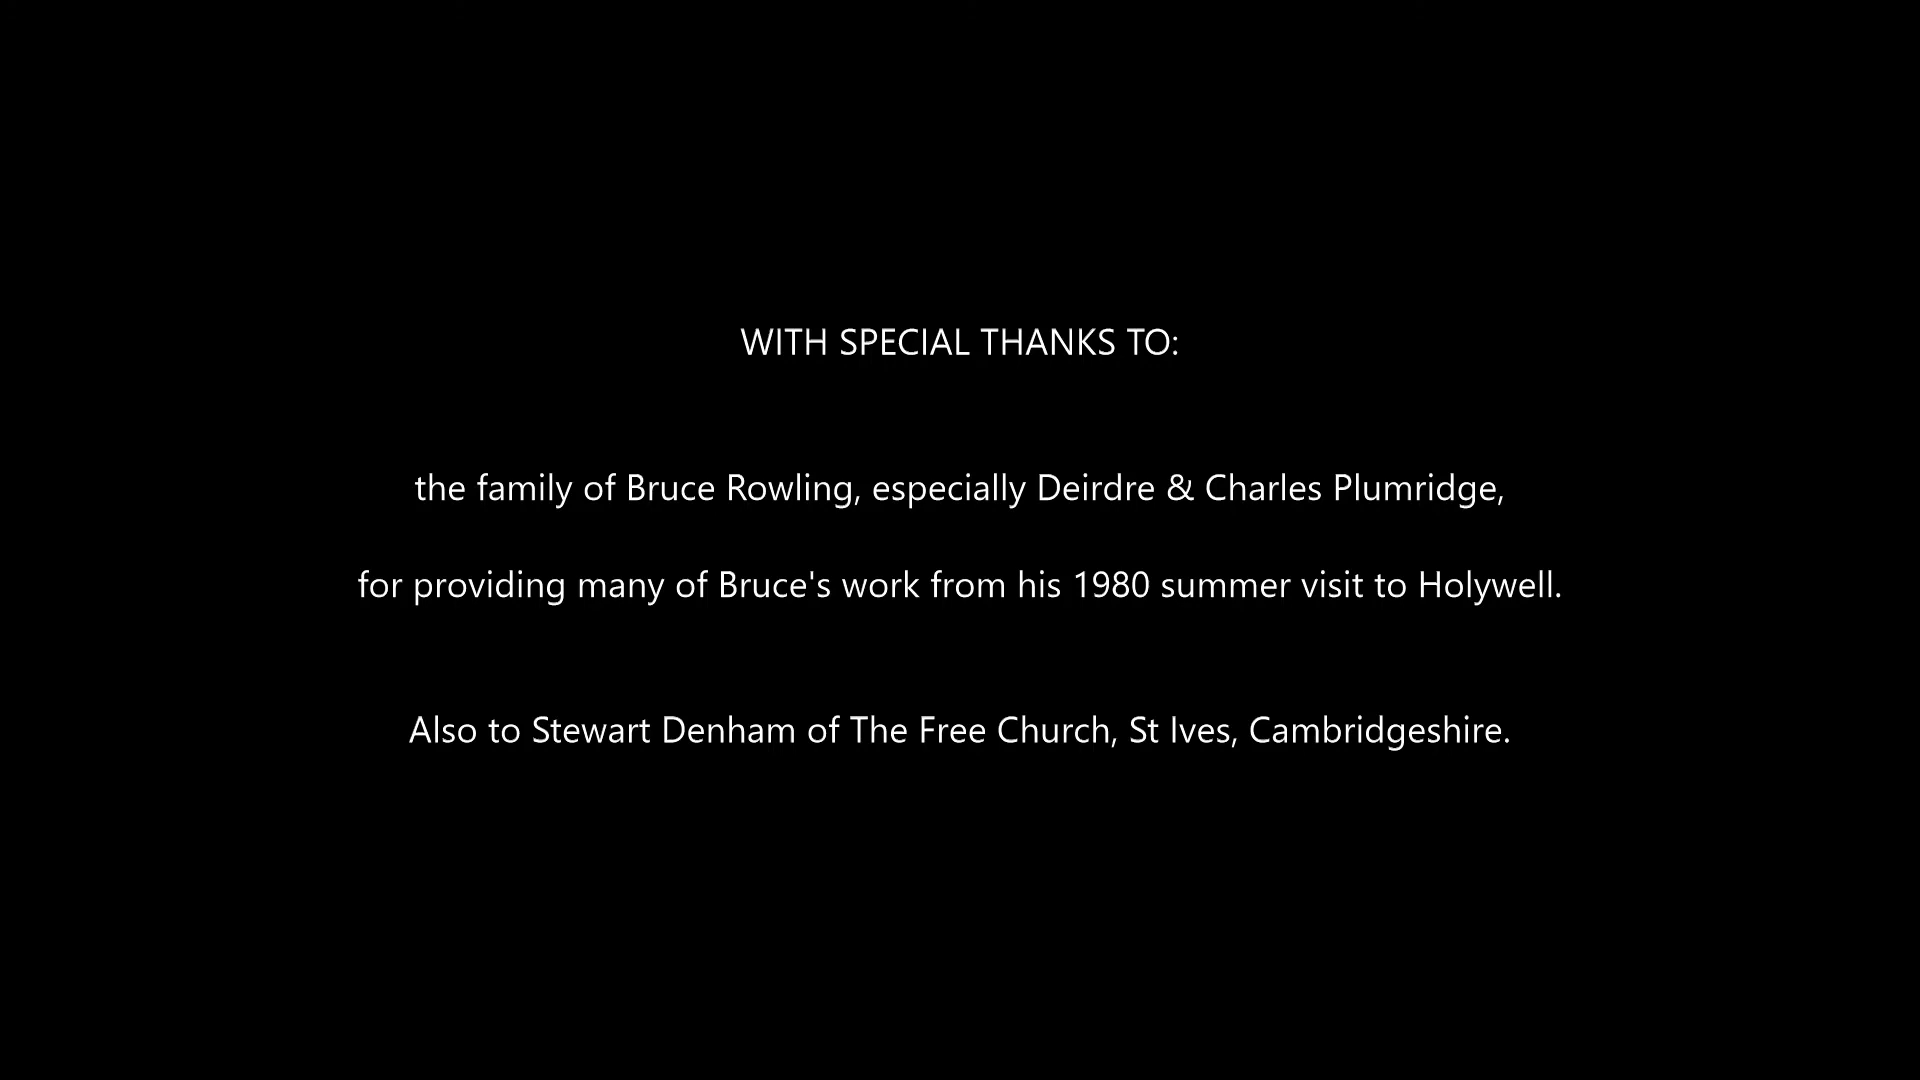 WITH SPECIAL THANKS TO:
the family of Bruce Rowling, especially Deirdre & Charles Plumridge,
for providing many of Bruce's work from his 1980 summer visit to Holywell.
Also to Stewart Denham of The Free Church, St Ives, Cambridgeshire.